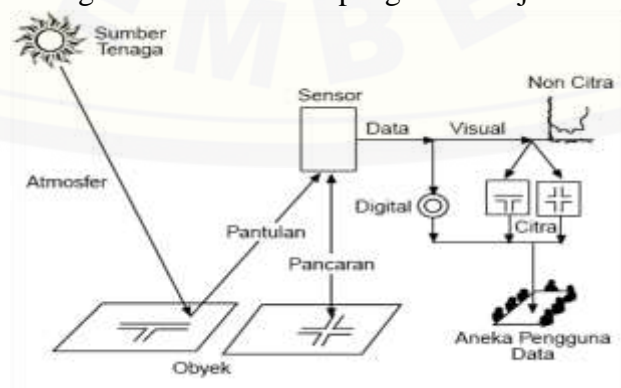 Sumber
Tenaga
Non Citra
Sensor
Data
Visual
Atmosfer
Digital
Citra
Pantulan
Pancaran
Aneka Pengguna
Data
Obyek